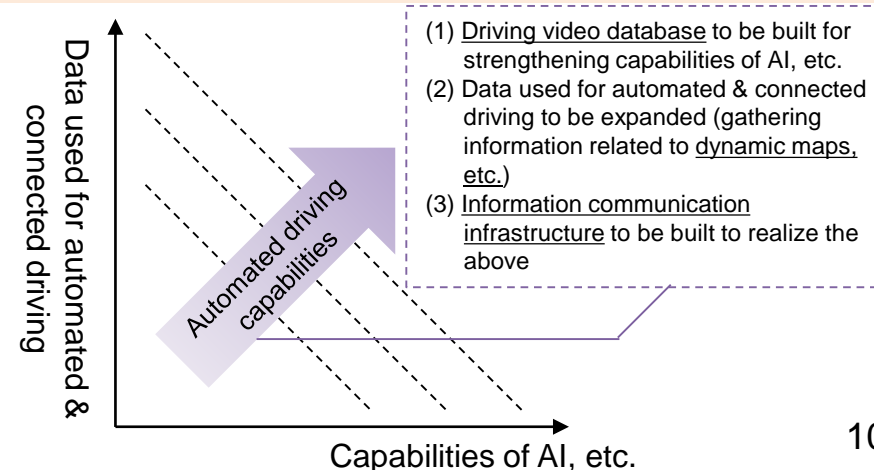 (1) Driving video database to be built for
strengthening capabilities of AI, etc.
(2) Data used for automated & connected
driving to be expanded (gathering
information related to dynamic maps,
etc.)
(3) Information communication
infrastructure to be built to realize the
above
Data used for automated &
connected driving
Automated driving
capabilities
Capabilities of AI, etc.
10